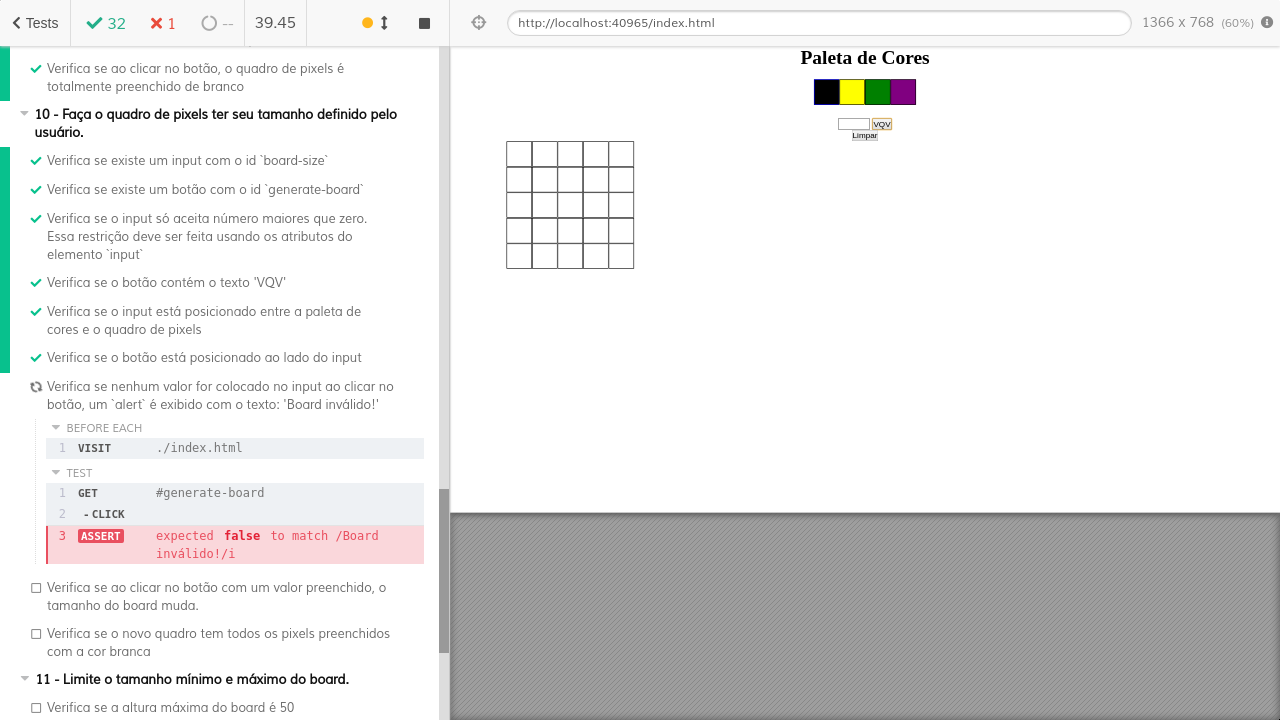 Tests
32
1
--
39.45
http://localhost:40965/index.html
1366 x 768 (60%)
Verifica se ao clicar no botão, o quadro de pixels é
totalmente preenchido de branco
10 - Faça o quadro de pixels ter seu tamanho definido pelo
usuário.
Verifica se existe um input com o id `board-size`
Verifica se existe um botão com o id `generate-board`
Verifica se o input só aceita número maiores que zero.
Essa restrição deve ser feita usando os atributos do
elemento `input`
Verifica se o botão contém o texto 'VQV'
Verifica se o input está posicionado entre a paleta de
cores e o quadro de pixels
Verifica se o botão está posicionado ao lado do input
Verifica se nenhum valor for colocado no input ao clicar no
botão, um `alert` é exibido com o texto: 'Board inválido!'
BEFORE EACH
1 VISIT ./index.html
TEST
1 GET #generate-board
2 - CLICK
3 ASSERT expected false to match /Board
inválido!/i
Verifica se ao clicar no botão com um valor preenchido, o
tamanho do board muda.
Verifica se o novo quadro tem todos os pixels preenchidos
com a cor branca
11 - Limite o tamanho mínimo e máximo do board.
Verifica se a altura máxima do board é 50
Paleta de Cores
VQV
Limpar